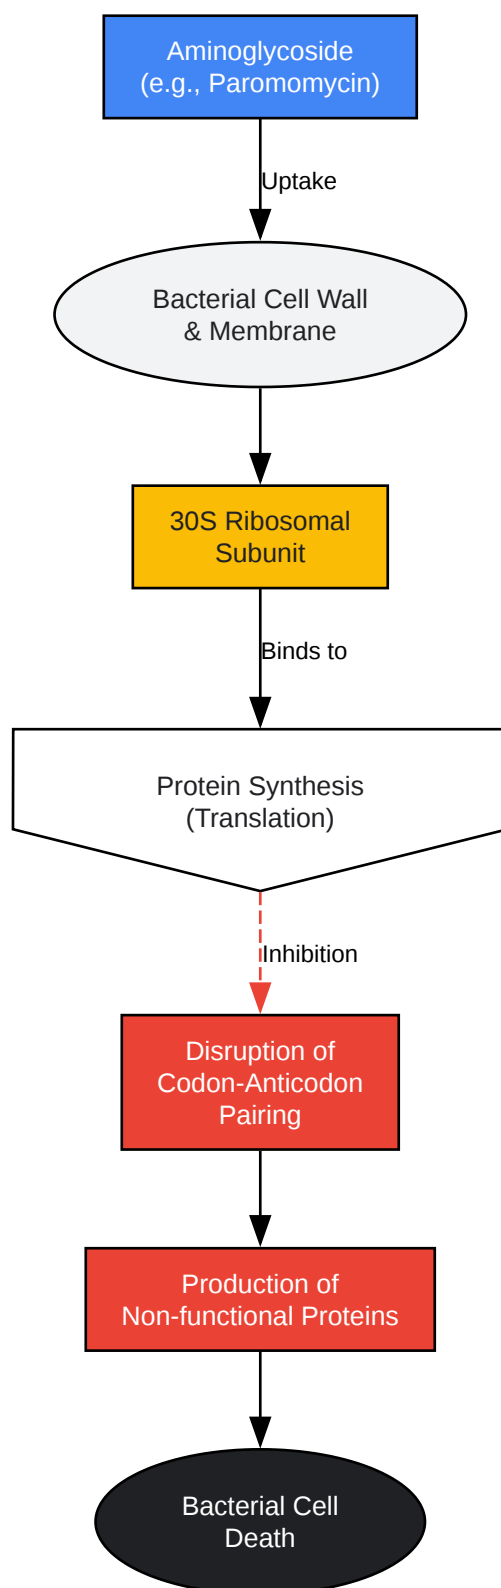 Aminoglycoside
(e.g., Paromomycin)
Uptake
Bacterial Cell Wall
& Membrane
30S Ribosomal
Subunit
Binds to
Protein Synthesis
(Translation)
Inhibition
Disruption of
Codon-Anticodon
Pairing
Production of
Non-functional Proteins
Bacterial Cell
Death